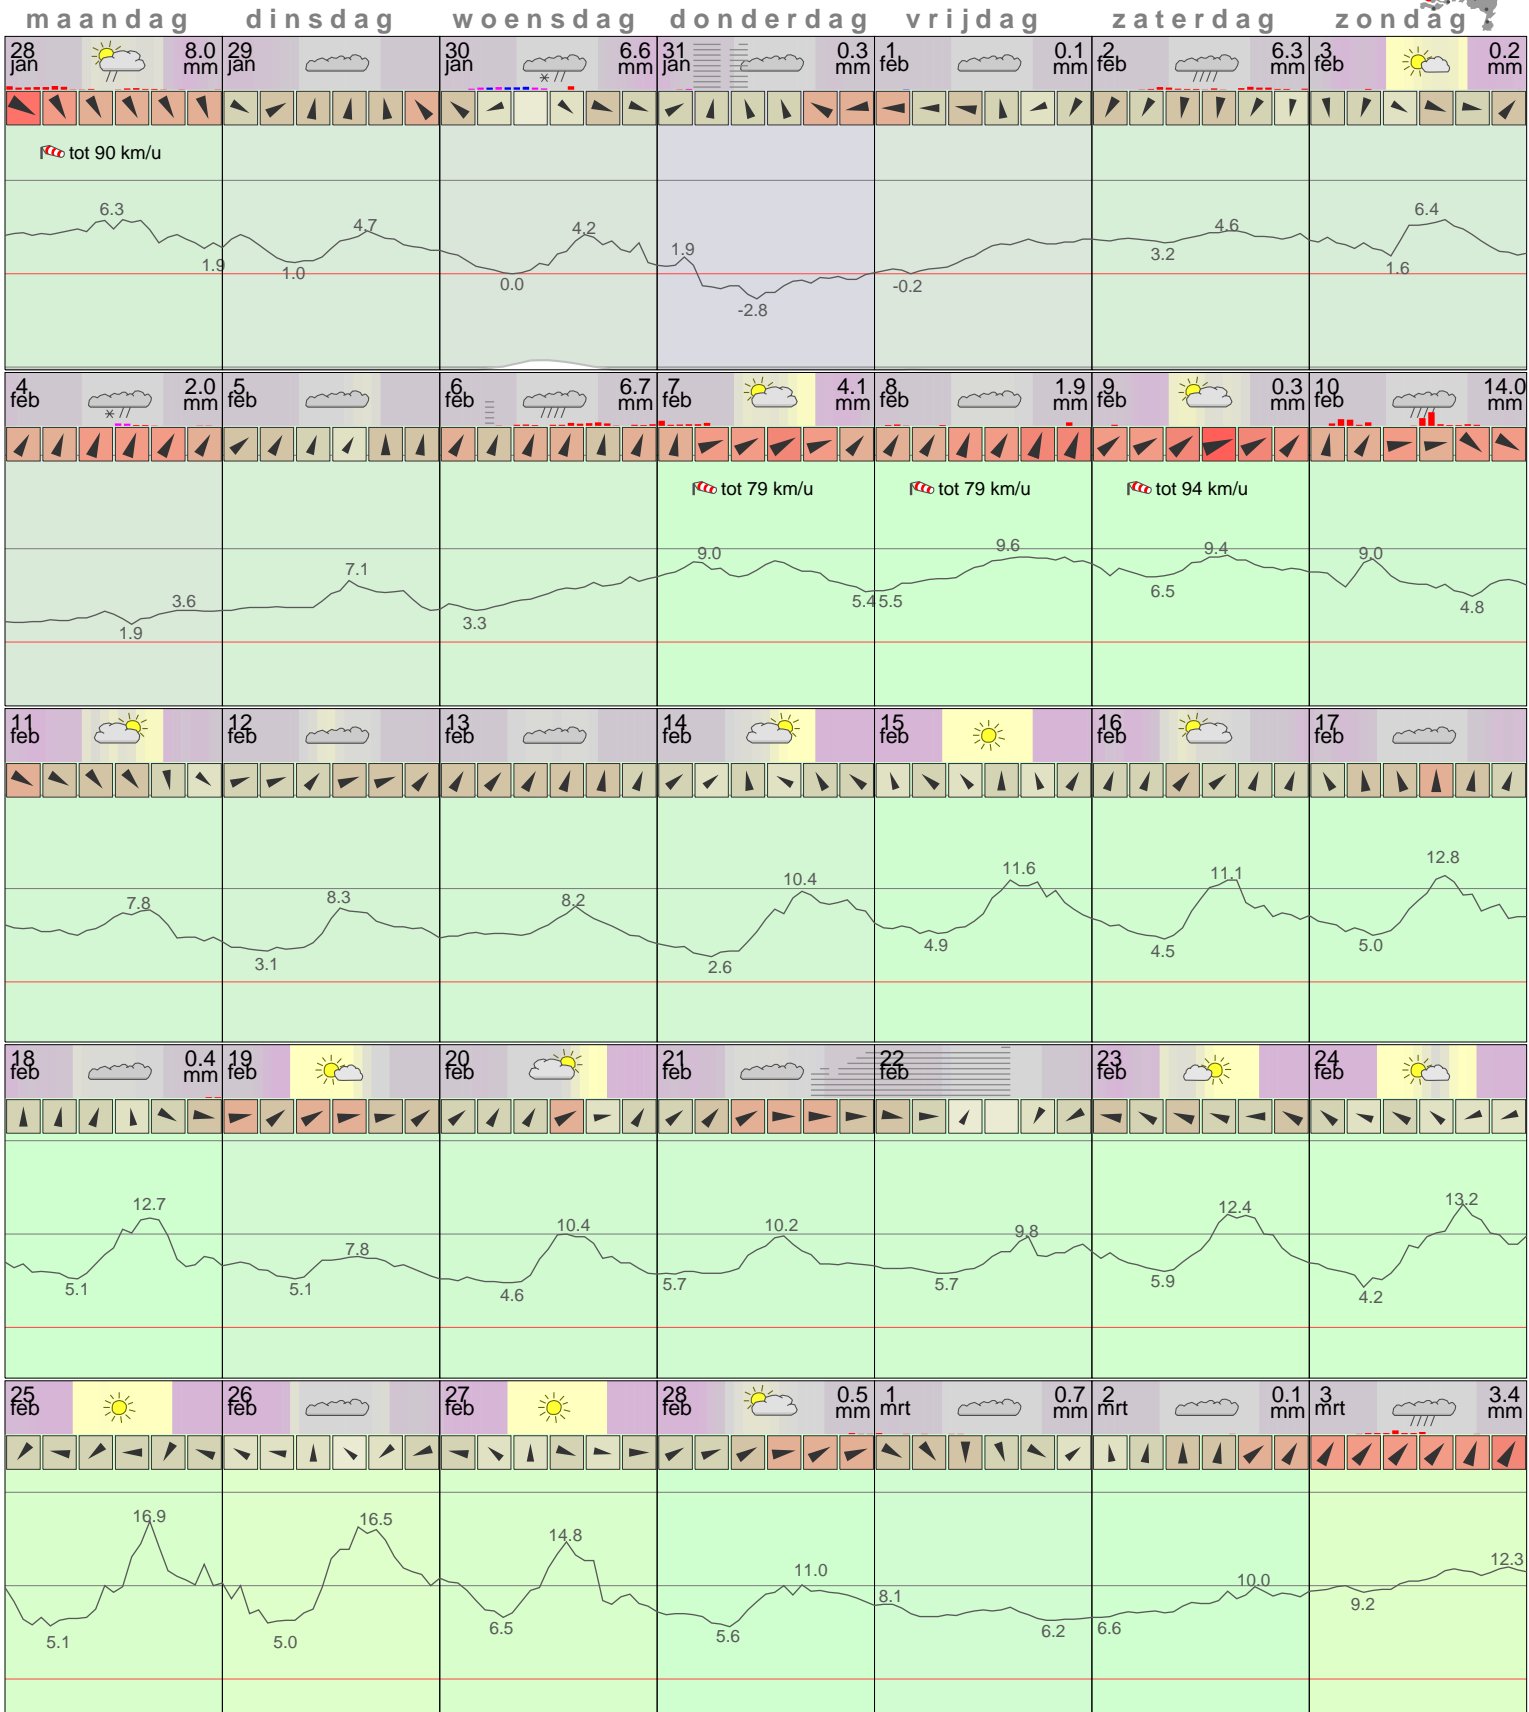 maandag dinsdag woensdag donderdag vrijdag zaterdag zondag
28 jan 8.0 mm 29 jan 30 jan 6.6 mm 31 jan 0.3 mm 1 feb 0.1 mm 2 feb 6.3 mm 3 feb 0.2 mm
tot 90 km/u
6.3 1.9 1.0 4.7 0.0 4.2 1.9 -2.8 -0.2 3.2 4.6 1.6 6.4
4 feb 2.0 mm 5 feb 6 feb 6.7 mm 7 feb 4.1 mm 8 feb 1.9 mm 9 feb 0.3 mm 10 feb 14.0 mm
tot 79 km/u tot 79 km/u tot 94 km/u
1.9 3.6 7.1 3.3 9.0 5.4 5.5 9.6 6.5 9.4 9.0 4.8
11 feb 12 feb 13 feb 14 feb 15 feb 16 feb 17 feb
7.8 3.1 8.3 8.2 2.6 10.4 4.9 11.6 4.5 11.1 5.0 12.8
18 feb 0.4 mm 19 feb 20 feb 21 feb 22 feb 23 feb 24 feb
5.1 12.7 5.1 7.8 4.6 10.4 5.7 10.2 5.7 9.8 5.9 12.4 4.2 13.2
25 feb 26 feb 27 feb 28 feb 0.5 mm 1 mrt 0.7 mm 2 mrt 0.1 mm 3 mrt 3.4 mm
5.1 16.9 5.0 16.5 6.5 14.8 5.6 11.0 8.1 6.2 6.6 10.0 9.2 12.3